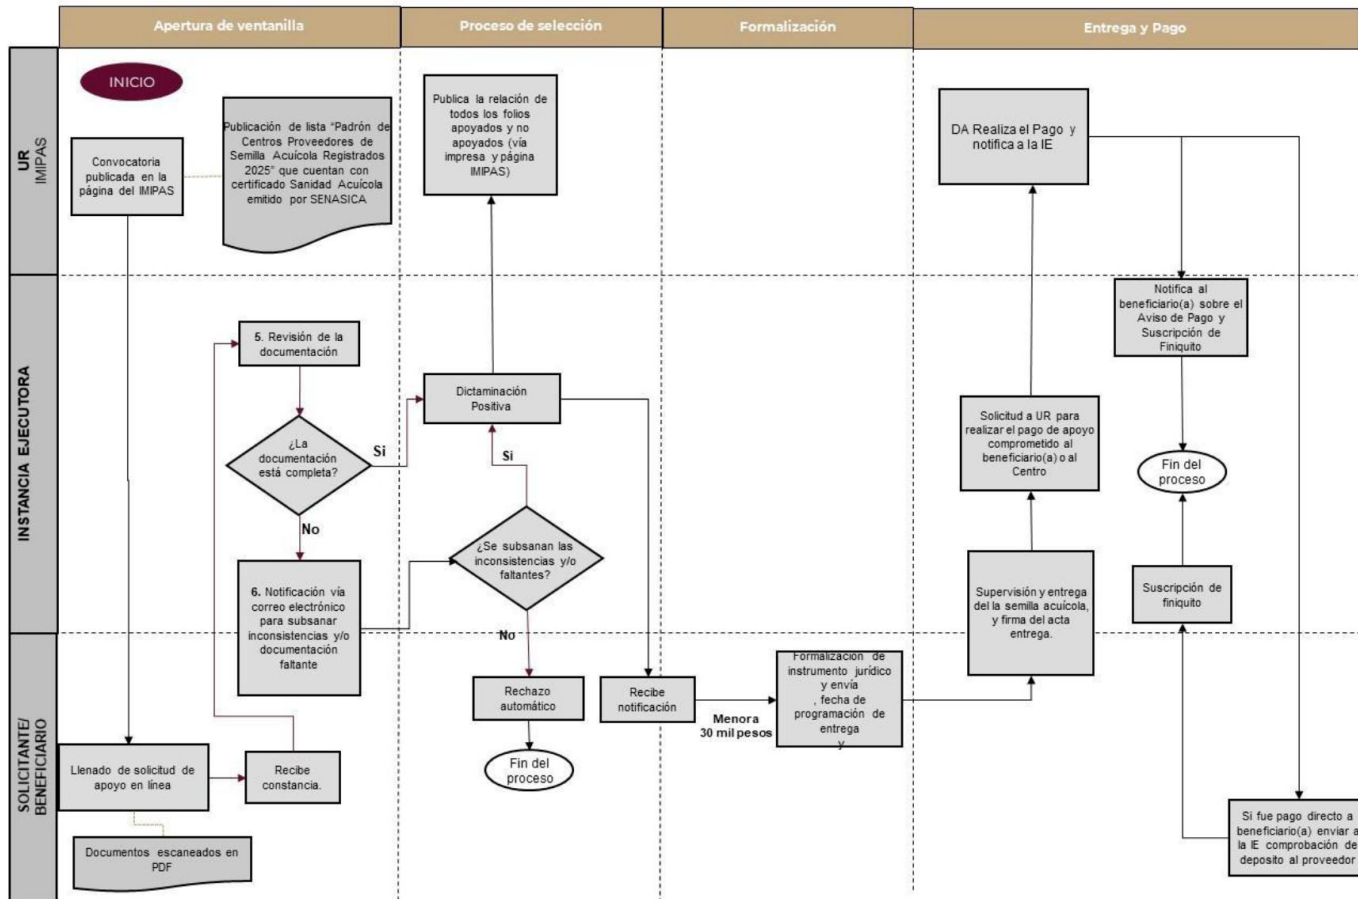 Apertura de ventanilla
Proceso de selección
Formalización
Entrega y Pago
UR
IMIPAS
INICIO
Convocatoria
publicada en la
página del IMIPAS
Publicación de lista "Padrón de
Centros Proveedores de
Semilla Acuícola Registrados
2025" que cuentan con
certificado Sanidad Acuícola
emitido por SENASICA
Publica la relación de
todos los folios
apoyados y no
apoyados (vía
impresa y página
IMIPAS)
DA Realiza el Pago y
notifica a la IE
INSTANCIA EJECUTORA
5. Revisión de la
documentación
¿La
documentación
está completa?
Si
No
6. Notificación vía
correo electrónico
para subsanar
inconsistencias y/o
documentación
faltante
Dictaminación
Positiva
Si
¿Se subsanan las
inconsistencias y/o
faltantes?
No
Solicitud a UR para
realizar el pago de apoyo
comprometido al
beneficiario(a) o al
Centro
Supervisión y entrega
del la semilla acuícola,
y firma del acta
entrega.
Notifica al
beneficiario(a) sobre el
Aviso de Pago y
Suscripción de
Finiquito
Fin del
proceso
Suscripción de
finiquito
SOLICITANTE/
BENEFICIARIO
Llenado de solicitud de
apoyo en línea
Recibe
constancia.
Documentos escaneados en
PDF
Rechazo
automático
Fin del
proceso
Recibe
notificación
Menora
30 mil pesos
Formalización de
instrumento jurídico
y envía
, fecha de
programación de
entrega
y
Si fue pago directo a
beneficiario(a) enviar a
la IE comprobación de
deposito al proveedor